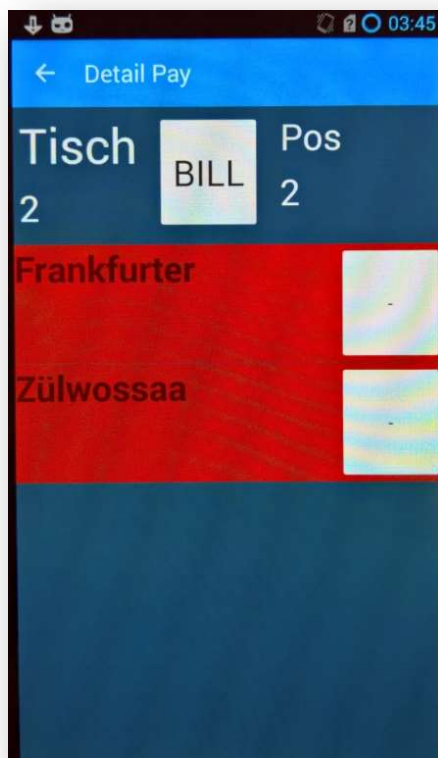 03:45
Detail Pay
Tisch
BILL
Pos
2
2
Frankfurter
-
Zülwossaa
-